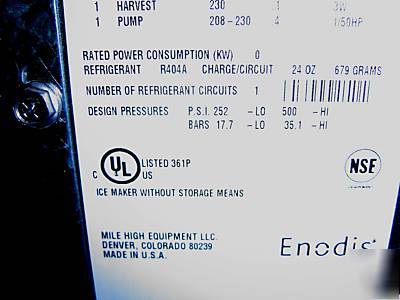 1 HARVEST 230 .1 3W
1 PUMP 208-230 .4 1/50HP
RATED POWER CONSUMPTION (KW) 0
REFRIGERANT R404A CHARGE/CIRCUIT 24 OZ 679 GRAMS
NUMBER OF REFRIGERANT CIRCUITS 1
DESIGN PRESSURES P.S.I. 252 -LO 500 -HI
BARS 17.7 -LO 35.1 -HI
C UL US LISTED 361P
ICE MAKER WITHOUT STORAGE MEANS
NSF
MILE HIGH EQUIPMENT LLC.
DENVER, COLORADO 80239
MADE IN U.S.A.
Enodis